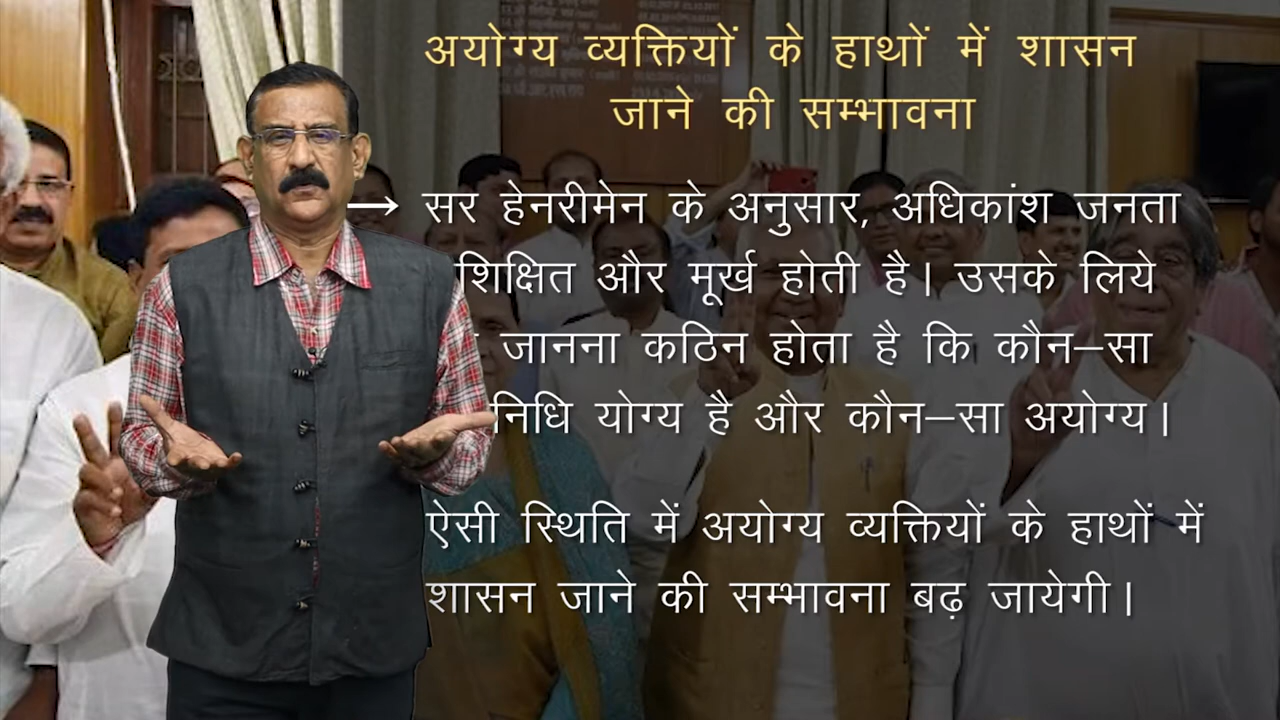 अयोग्य व्यक्तियों के हाथों में शासन
जाने की सम्भावना
→ सर हेनरीमेन के अनुसार, अधिकांश जनता
शिक्षित और मूर्ख होती है। उसके लिये
जानना कठिन होता है कि कौन–सा
निधि योग्य है और कौन–सा अयोग्य।
ऐसी स्थिति में अयोग्य व्यक्तियों के हाथों में
शासन जाने की सम्भावना बढ़ जायेगी।